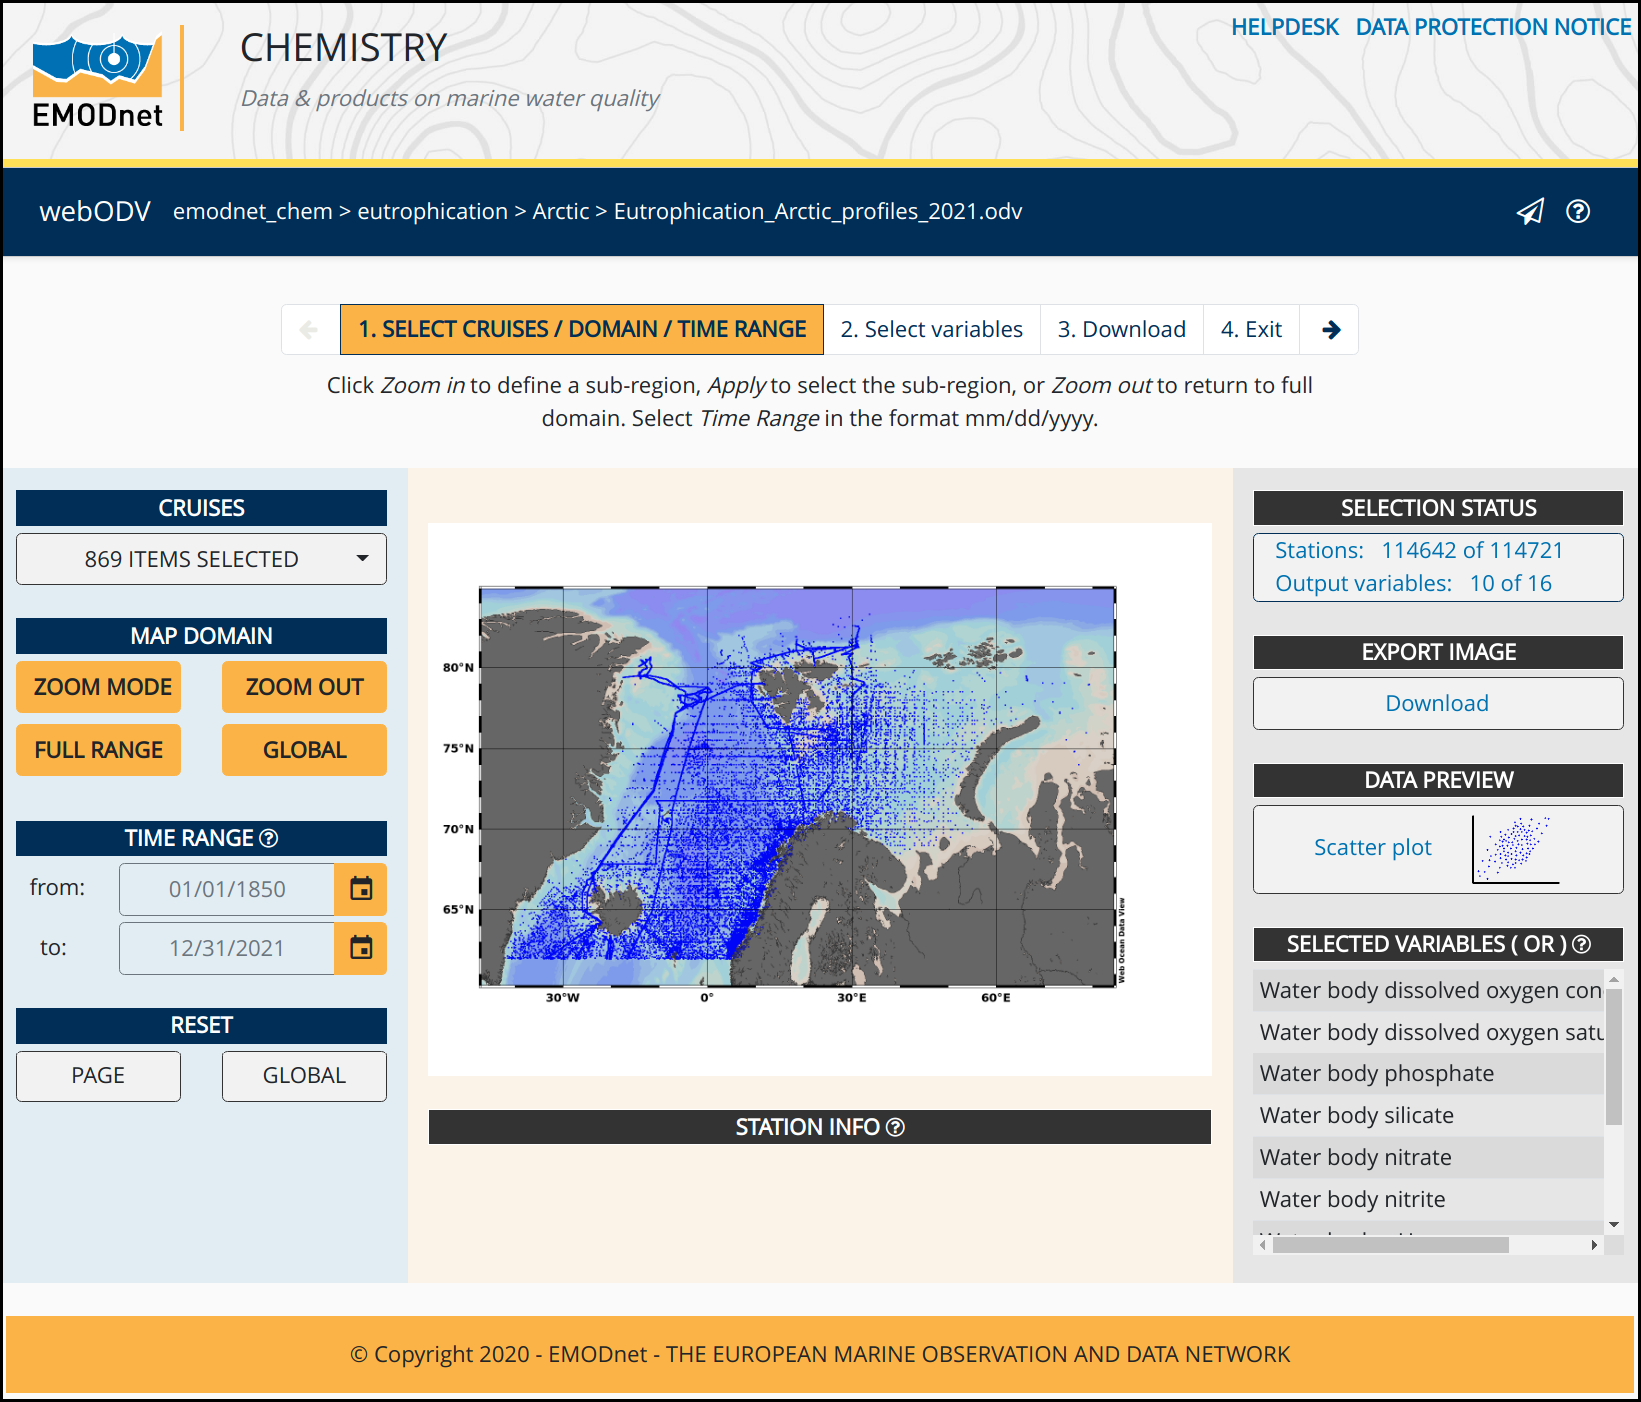 HELPDESK DATA PROTECTION NOTICE
CHEMISTRY
Data & products on marine water quality
EMODnet
webODV emodnet_chem > eutrophication > Arctic > Eutrophication_Arctic_profiles_2021.odv
1. SELECT CRUISES / DOMAIN / TIME RANGE 2. Select variables 3. Download 4. Exit
Click Zoom in to define a sub-region, Apply to select the sub-region, or Zoom out to return to full
domain. Select Time Range in the format mm/dd/yyyy.
CRUISES
869 ITEMS SELECTED
MAP DOMAIN
ZOOM MODE ZOOM OUT
FULL RANGE GLOBAL
TIME RANGE
from: 01/01/1850
to: 12/31/2021
RESET
PAGE GLOBAL
80°N
75°N
70°N
65°N
30°W 0° 30°E 60°E
Web Ocean Data View
STATION INFO
SELECTION STATUS
Stations: 114642 of 114721
Output variables: 10 of 16
EXPORT IMAGE
Download
DATA PREVIEW
Scatter plot
SELECTED VARIABLES ( OR )
Water body dissolved oxygen con
Water body dissolved oxygen satu
Water body phosphate
Water body silicate
Water body nitrate
Water body nitrite
© Copyright 2020 - EMODnet - THE EUROPEAN MARINE OBSERVATION AND DATA NETWORK